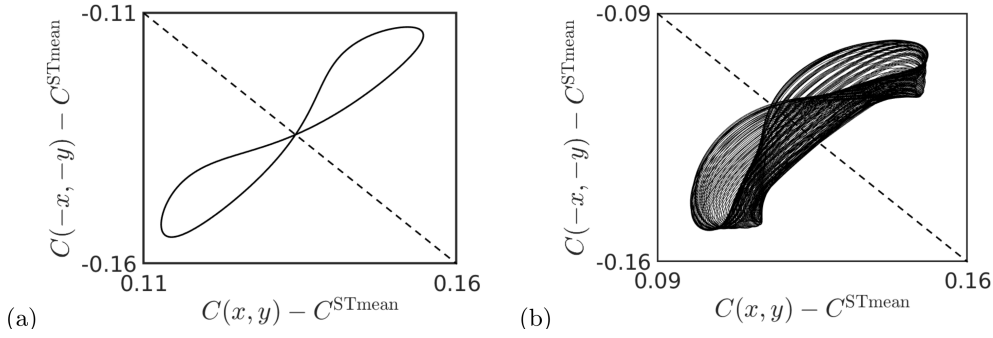 -0.11
C(−x, −y) − C^STmean
-0.16
0.11
0.16
C(x, y) − C^STmean
(a)
-0.09
C(−x, −y) − C^STmean
-0.16
0.09
0.16
C(x, y) − C^STmean
(b)